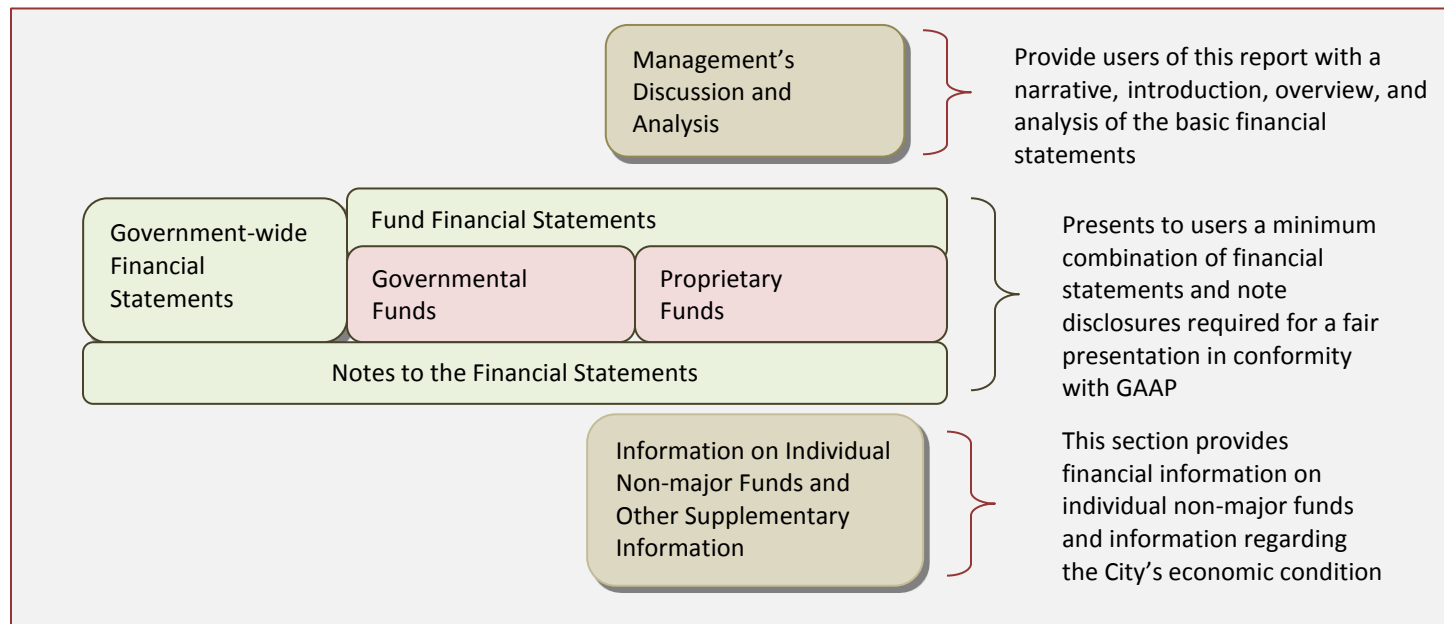 Management’s
Discussion and
Analysis
Provide users of this report with a
narrative, introduction, overview, and
analysis of the basic financial
statements
Government-wide
Financial
Statements
Fund Financial Statements
Governmental
Funds
Proprietary
Funds
Notes to the Financial Statements
Presents to users a minimum
combination of financial
statements and note
disclosures required for a fair
presentation in conformity
with GAAP
Information on Individual
Non-major Funds and
Other Supplementary
Information
This section provides
financial information on
individual non-major funds
and information regarding
the City’s economic condition